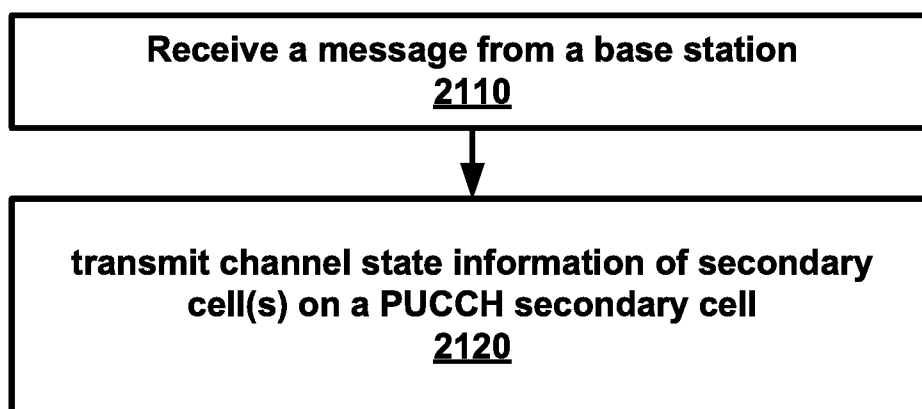 Receive a message from a base station
2110
transmit channel state information of secondary
cell(s) on a PUCCH secondary cell
2120